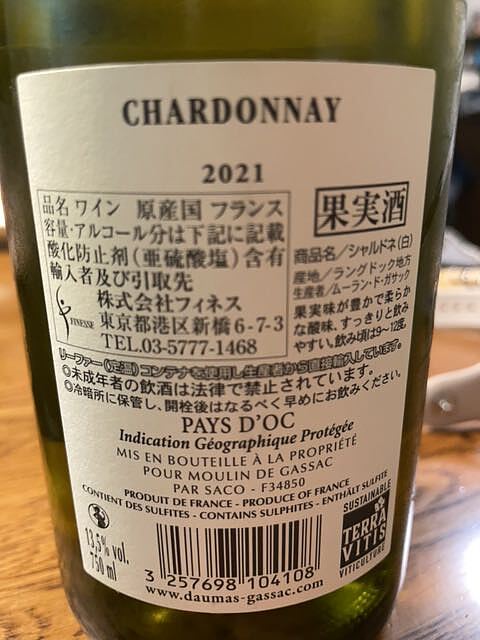 CHARDONNAY
2021
品名 ワイン 原産国 フランス
容量・アルコール分は下記に記載
酸化防止剤(亜硫酸塩)含有
輸入者及び引取先
株式会社フィネス
FINESSE
東京都港区新橋6-7-3
TEL.03-5777-1468
果実酒
商品名/シャルドネ(白)
産地/ラングドック地方
生産者/ムーラン・ド・ガサック
果実味が豊かで柔らか
な酸味、すっきりと飲み
やすい。飲み頃は9~12度。
リーファー(定温)コンテナを使用し生産者から直接輸入しています。
◎未成年者の飲酒は法律で禁止されています。
◎冷暗所に保管し、開栓後はなるべく早めにお飲みください。
PAYS D'OC
Indication Géographique Protégée
MIS EN BOUTEILLE À LA PROPRIÉTÉ
POUR MOULIN DE GASSAC
PAR SACO - F34850
PRODUIT DE FRANCE - PRODUCE OF FRANCE
CONTIENT DES SULFITES - CONTAINS SULPHITES - ENTHÄLT SULFITE
13,5% vol.
750 ml
3 257698 104108
www.daumas-gassac.com
SUSTAINABLE
TERRA
VITIS
VITICULTURE